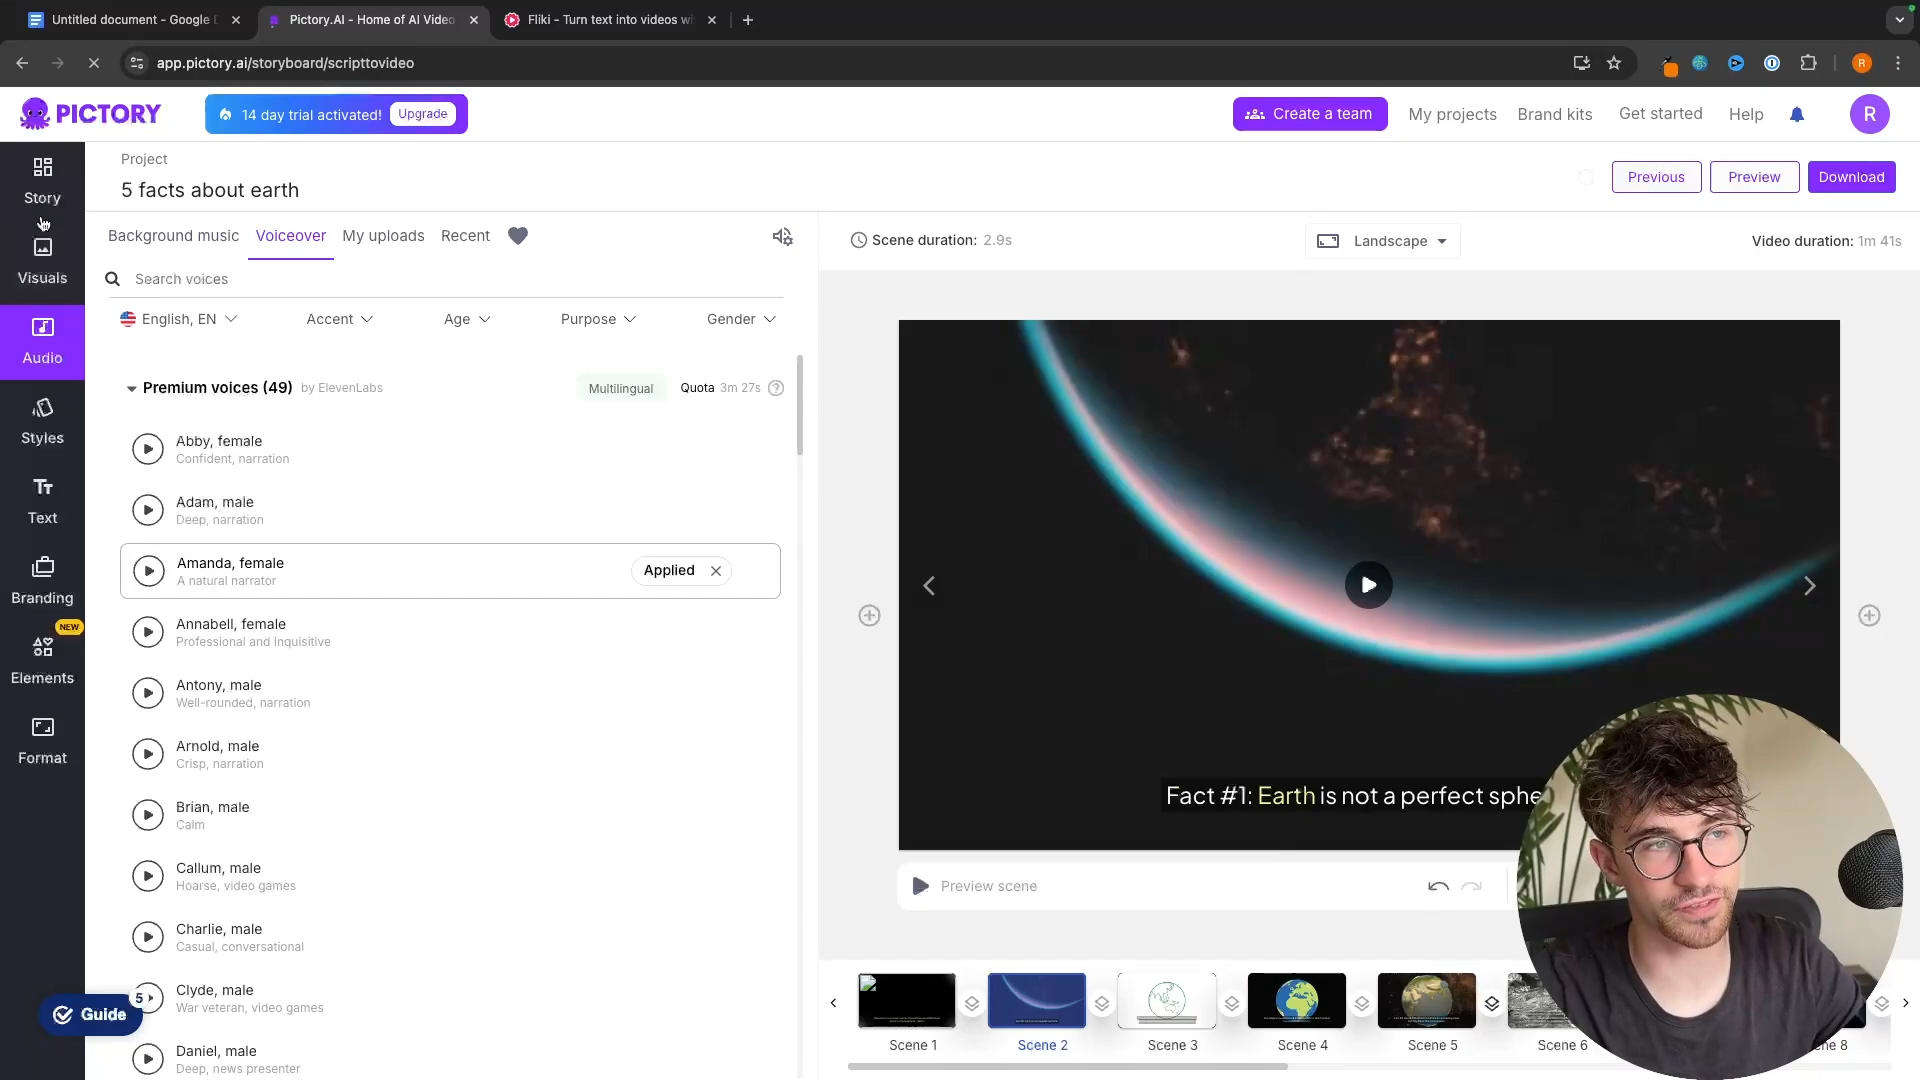 Untitled document - Google D
Pictory.AI - Home of AI Video
Fliki - Turn text into videos wi
app.pictory.ai/storyboard/scripttovideo
R
PICTORY
14 day trial activated!
Upgrade
Create a team
My projects
Brand kits
Get started
Help
R
Story
Visuals
Audio
Styles
Text
Branding
NEW
Elements
Format
5
Guide
Project
5 facts about earth
Previous
Preview
Download
Background music
Voiceover
My uploads
Recent
Search voices
English, EN
Accent
Age
Purpose
Gender
Premium voices (49)
by ElevenLabs
Multilingual
Quota 3m 27s
Abby, female
Confident, narration
Adam, male
Deep, narration
Amanda, female
A natural narrator
Applied
Annabell, female
Professional and Inquisitive
Antony, male
Well-rounded, narration
Arnold, male
Crisp, narration
Brian, male
Calm
Callum, male
Hoarse, video games
Charlie, male
Casual, conversational
Clyde, male
War veteran, video games
Daniel, male
Deep, news presenter
Scene duration: 2.9s
Landscape
Video duration: 1m 41s
Fact #1: Earth is not a perfect sphe
Preview scene
Scene 1
Scene 2
Scene 3
Scene 4
Scene 5
Scene 6
ne 8